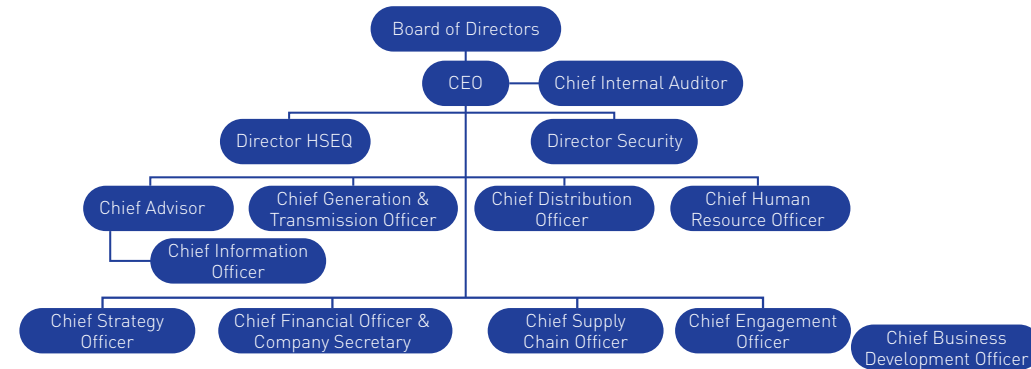 Board of Directors
CEO
Chief Internal Auditor
Director HSEQ
Director Security
Chief Advisor
Chief Generation &
Transmission Officer
Chief Distribution
Officer
Chief Human
Resource Officer
Chief Information
Officer
Chief Strategy
Officer
Chief Financial Officer &
Company Secretary
Chief Supply
Chain Officer
Chief Engagement
Officer
Chief Business
Development Officer